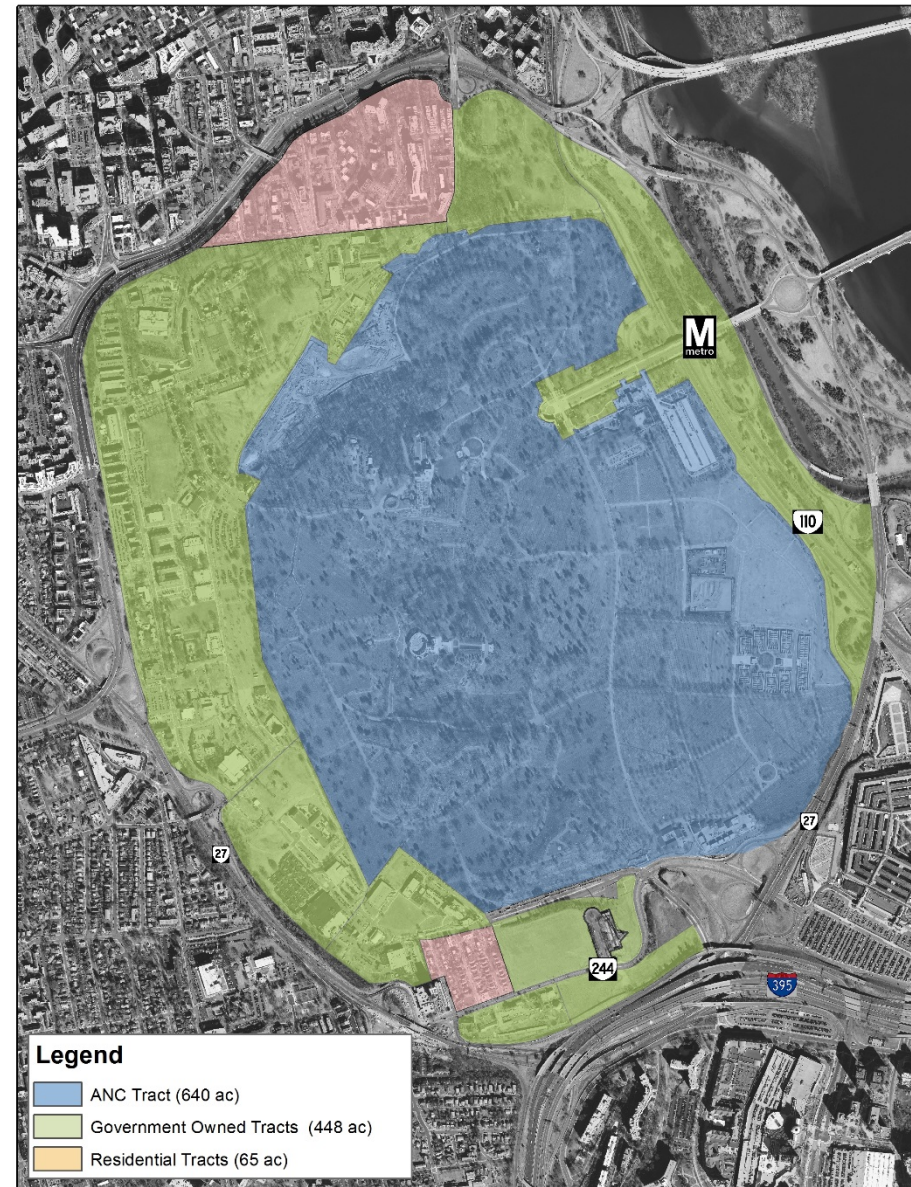 M
metro
110
27
27
244
395
Legend
ANC Tract (640 ac)
Government Owned Tracts (448 ac)
Residential Tracts (65 ac)